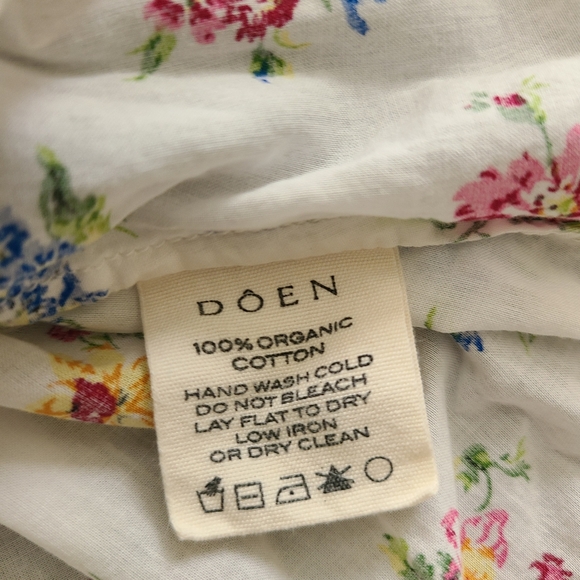 DÔEN
100% ORGANIC
COTTON
HAND WASH COLD
DO NOT BLEACH
LAY FLAT TO DRY
LOW IRON
OR DRY CLEAN